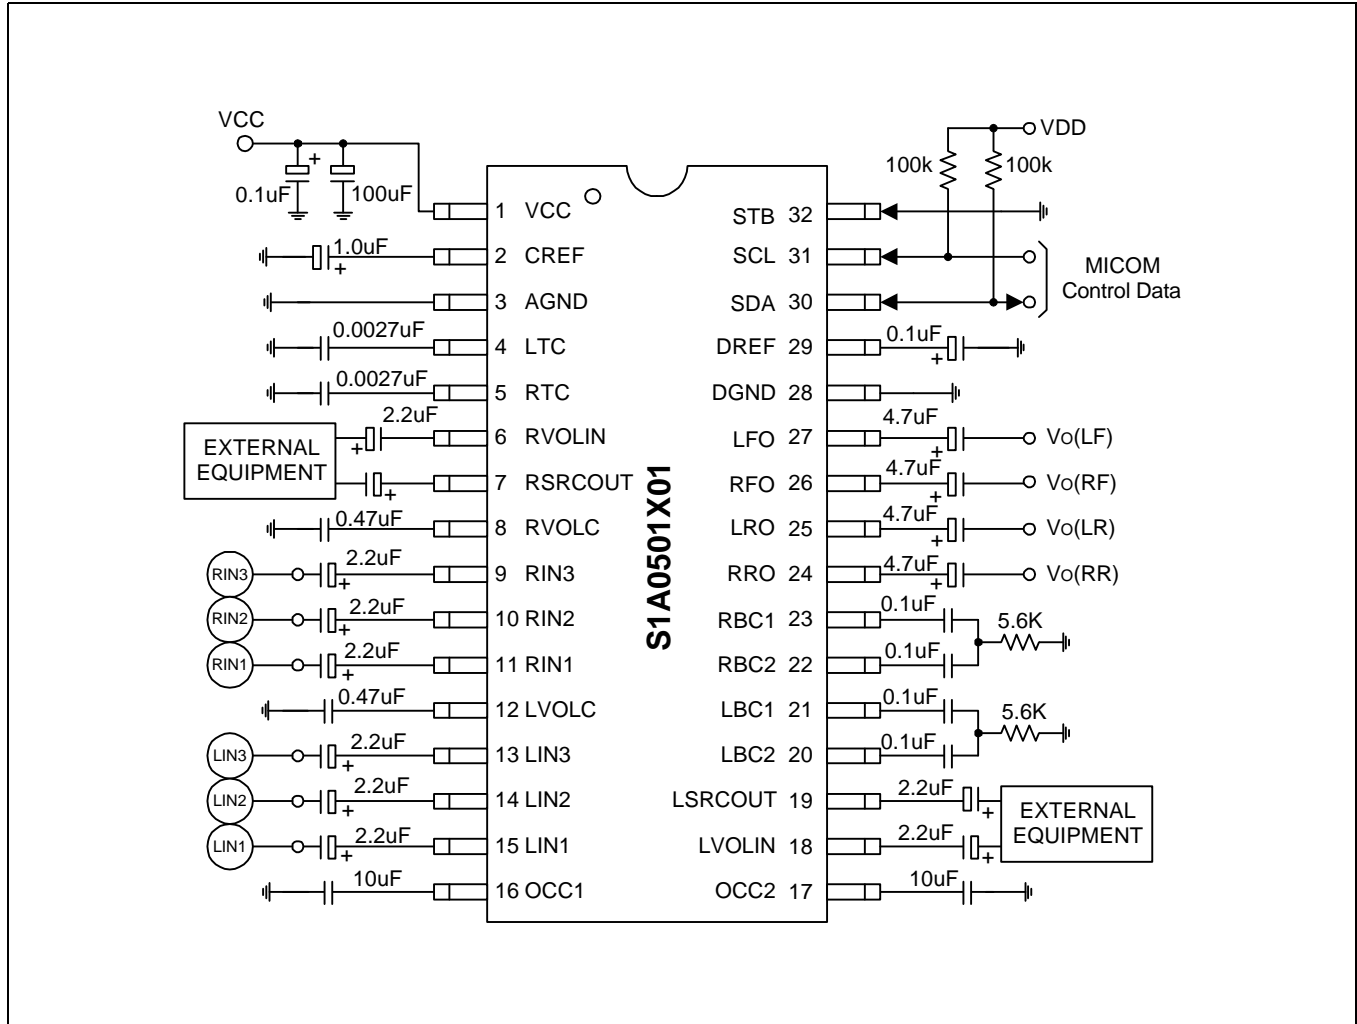 VCC
+
0.1uF
100uF
1 VCC
1.0uF
+
2 CREF
3 AGND
0.0027uF
4 LTC
0.0027uF
5 RTC
EXTERNAL
EQUIPMENT
2.2uF
+
6 RVOLIN
+
7 RSRCOUT
0.47uF
8 RVOLC
RIN3
2.2uF
+
9 RIN3
RIN2
2.2uF
+
10 RIN2
RIN1
2.2uF
+
11 RIN1
0.47uF
12 LVOLC
LIN3
2.2uF
+
13 LIN3
LIN2
2.2uF
+
14 LIN2
LIN1
2.2uF
+
15 LIN1
10uF
16 OCC1
S1A0501X01
VDD
100k
100k
STB 32
SCL 31
SDA 30
MICOM
Control Data
DREF 29
0.1uF
+
DGND 28
LFO 27
4.7uF
+
Vo(LF)
RFO 26
4.7uF
+
Vo(RF)
LRO 25
4.7uF
+
Vo(LR)
RRO 24
4.7uF
+
Vo(RR)
RBC1 23
0.1uF
5.6K
RBC2 22
0.1uF
LBC1 21
0.1uF
5.6K
LBC2 20
0.1uF
LSRCOUT 19
2.2uF
+
LVOLIN 18
2.2uF
+
EXTERNAL
EQUIPMENT
OCC2 17
10uF